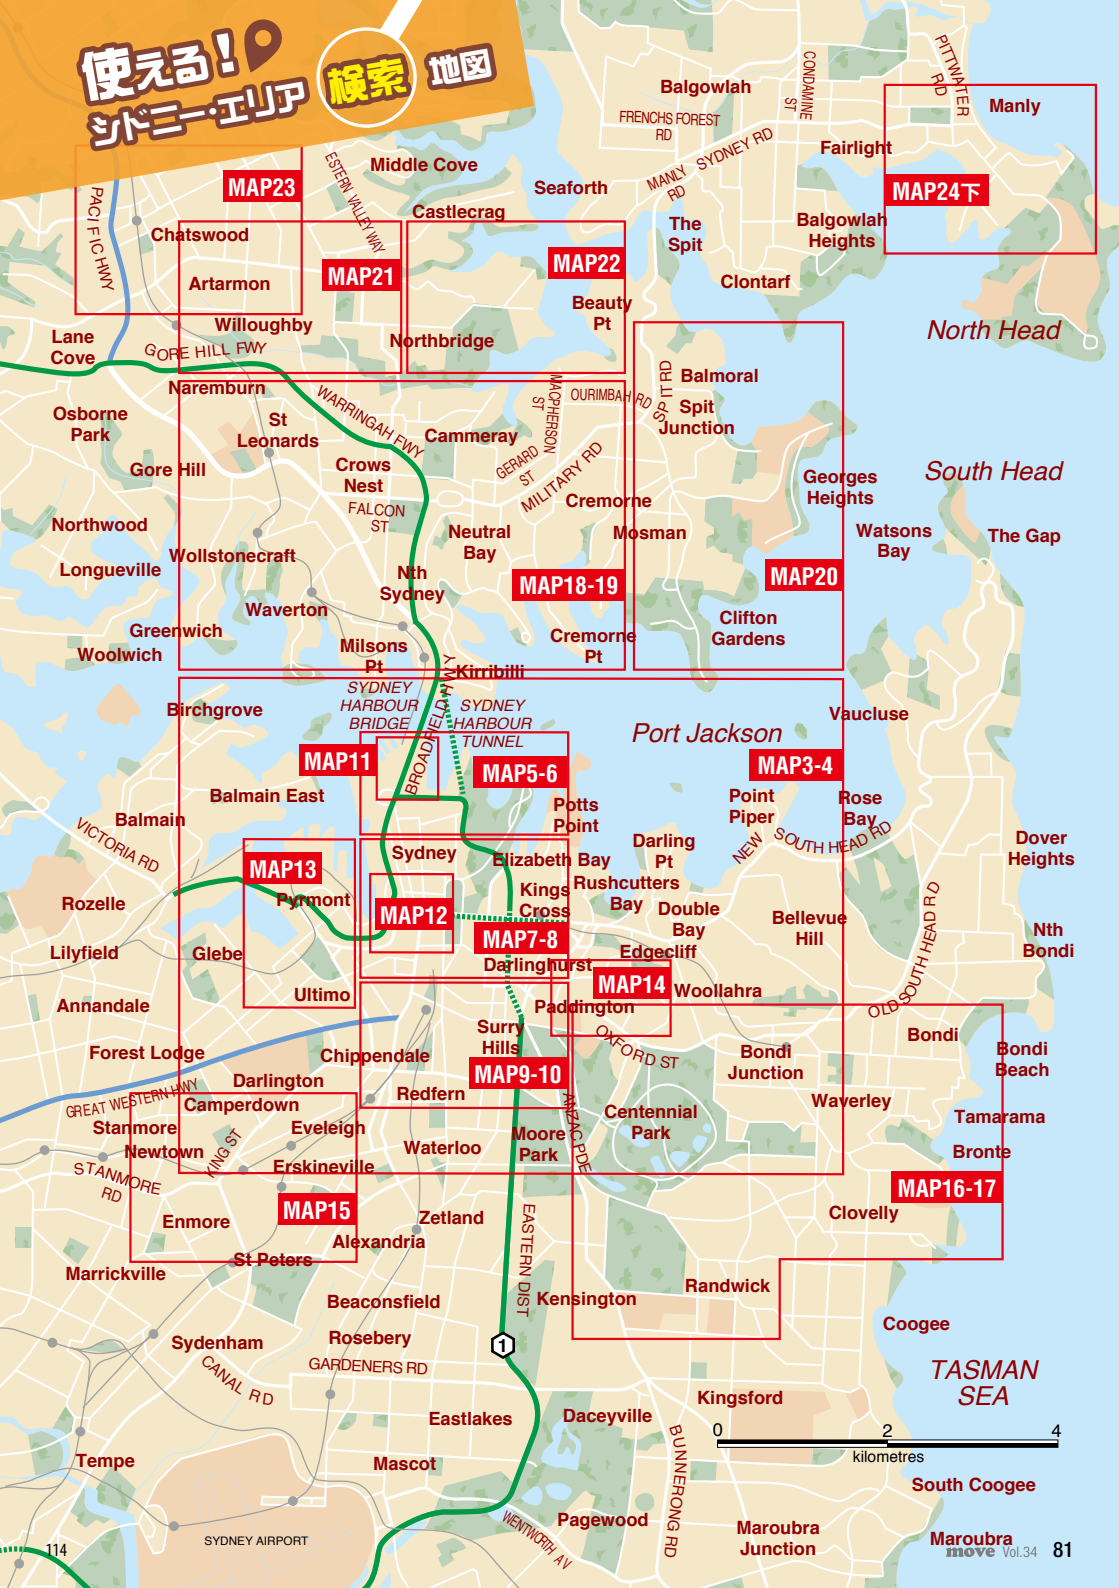 使える!
シドニー・エリア 検索 地図
PITTWATER RD
CONDAMINE ST
Balgowlah
Manly
FRENCHS FOREST
RD
MANLY RD
SYDNEY RD
Fairlight
ESTERN VALLEY WAY
Middle Cove
MAP23
Seaforth
MAP24下
PACIFIC HWY
Castlecrag
The
Spit
Balgowlah
Heights
Chatswood
MAP22
MAP21
Artarmon
Clontarf
Beauty
Pt
Willoughby
North Head
Lane
Cove
Northbridge
GORE HILL FWY
Balmoral
Naremburn
SPIT RD
MACPHERSON ST
OURIMBAH RD
WARRINGAH FWY
Osborne
Park
Spit
Junction
St
Leonards
Cammeray
GERARD ST
MILITARY RD
Gore Hill
Crows
Nest
South Head
Georges
Heights
Cremorne
FALCON
ST
Northwood
Neutral
Bay
Mosman
Watsons
Bay
The Gap
Wollstonecraft
Longueville
Nth
Sydney
MAP18-19
MAP20
Waverton
Clifton
Gardens
Greenwich
Cremorne
Pt
Woolwich
Milsons
Pt
Kirribilli
SYDNEY
HARBOUR
BRIDGE
BROADFIELD HWY
SYDNEY
HARBOUR
TUNNEL
Birchgrove
Vaucluse
Port Jackson
MAP11
MAP5-6
MAP3-4
Balmain East
Potts
Point
Point
Piper
Rose
Bay
Balmain
VICTORIA RD
NEW SOUTH HEAD RD
Darling
Pt
Dover
Heights
Sydney
Elizabeth Bay
MAP13
Pyrmont
Kings
Cross
Rushcutters
Bay
Rozelle
MAP12
Double
Bay
Bellevue
Hill
OLD SOUTH HEAD RD
MAP7-8
Nth
Bondi
Lilyfield
Glebe
Edgecliff
Darlinghurst
MAP14
Ultimo
Woollahra
Annandale
Paddington
Surry
Hills
OXFORD ST
Bondi
Forest Lodge
Chippendale
Bondi
Junction
Bondi
Beach
MAP9-10
Darlington
Redfern
GREAT WESTERN HWY
Camperdown
ANZAC PDE
Centennial
Park
Waverley
Tamarama
Stanmore
Eveleigh
Moore
Park
Newtown
KING ST
Waterloo
Bronte
Erskineville
STANMORE
RD
MAP16-17
MAP15
Enmore
Zetland
Clovelly
Alexandria
EASTERN DIST
St Peters
Marrickville
Randwick
Beaconsfield
Kensington
Coogee
Sydenham
Rosebery
1
CANAL RD
GARDENERS RD
TASMAN
SEA
Kingsford
Eastlakes
Daceyville
0 2 4
kilometres
BUNNERONG RD
Tempe
Mascot
South Coogee
Pagewood
WENTWORTH AV
Maroubra
Junction
SYDNEY AIRPORT
Maroubra
114
move Vol.34 81